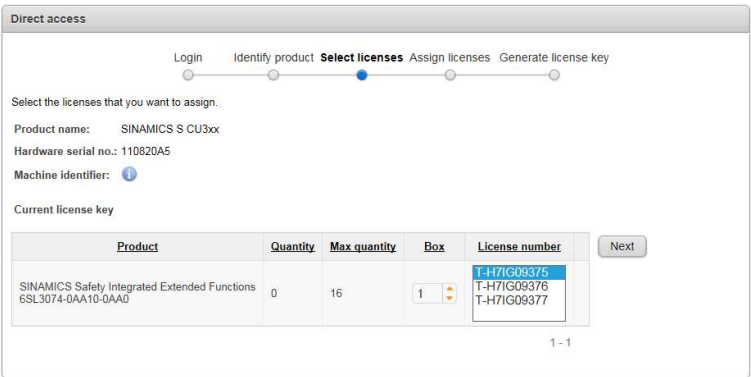 Direct access
Login Identify product Select licenses Assign licenses Generate license key
Select the licenses that you want to assign.
Product name: SINAMICS S CU3xx
Hardware serial no.: 110820A5
Machine identifier: i
Current license key
Product Quantity Max quantity Box License number Next
SINAMICS Safety Integrated Extended Functions
6SL3074-0AA10-0AA0
0 16 1
T-H7IG09375
T-H7IG09376
T-H7IG09377
1 - 1